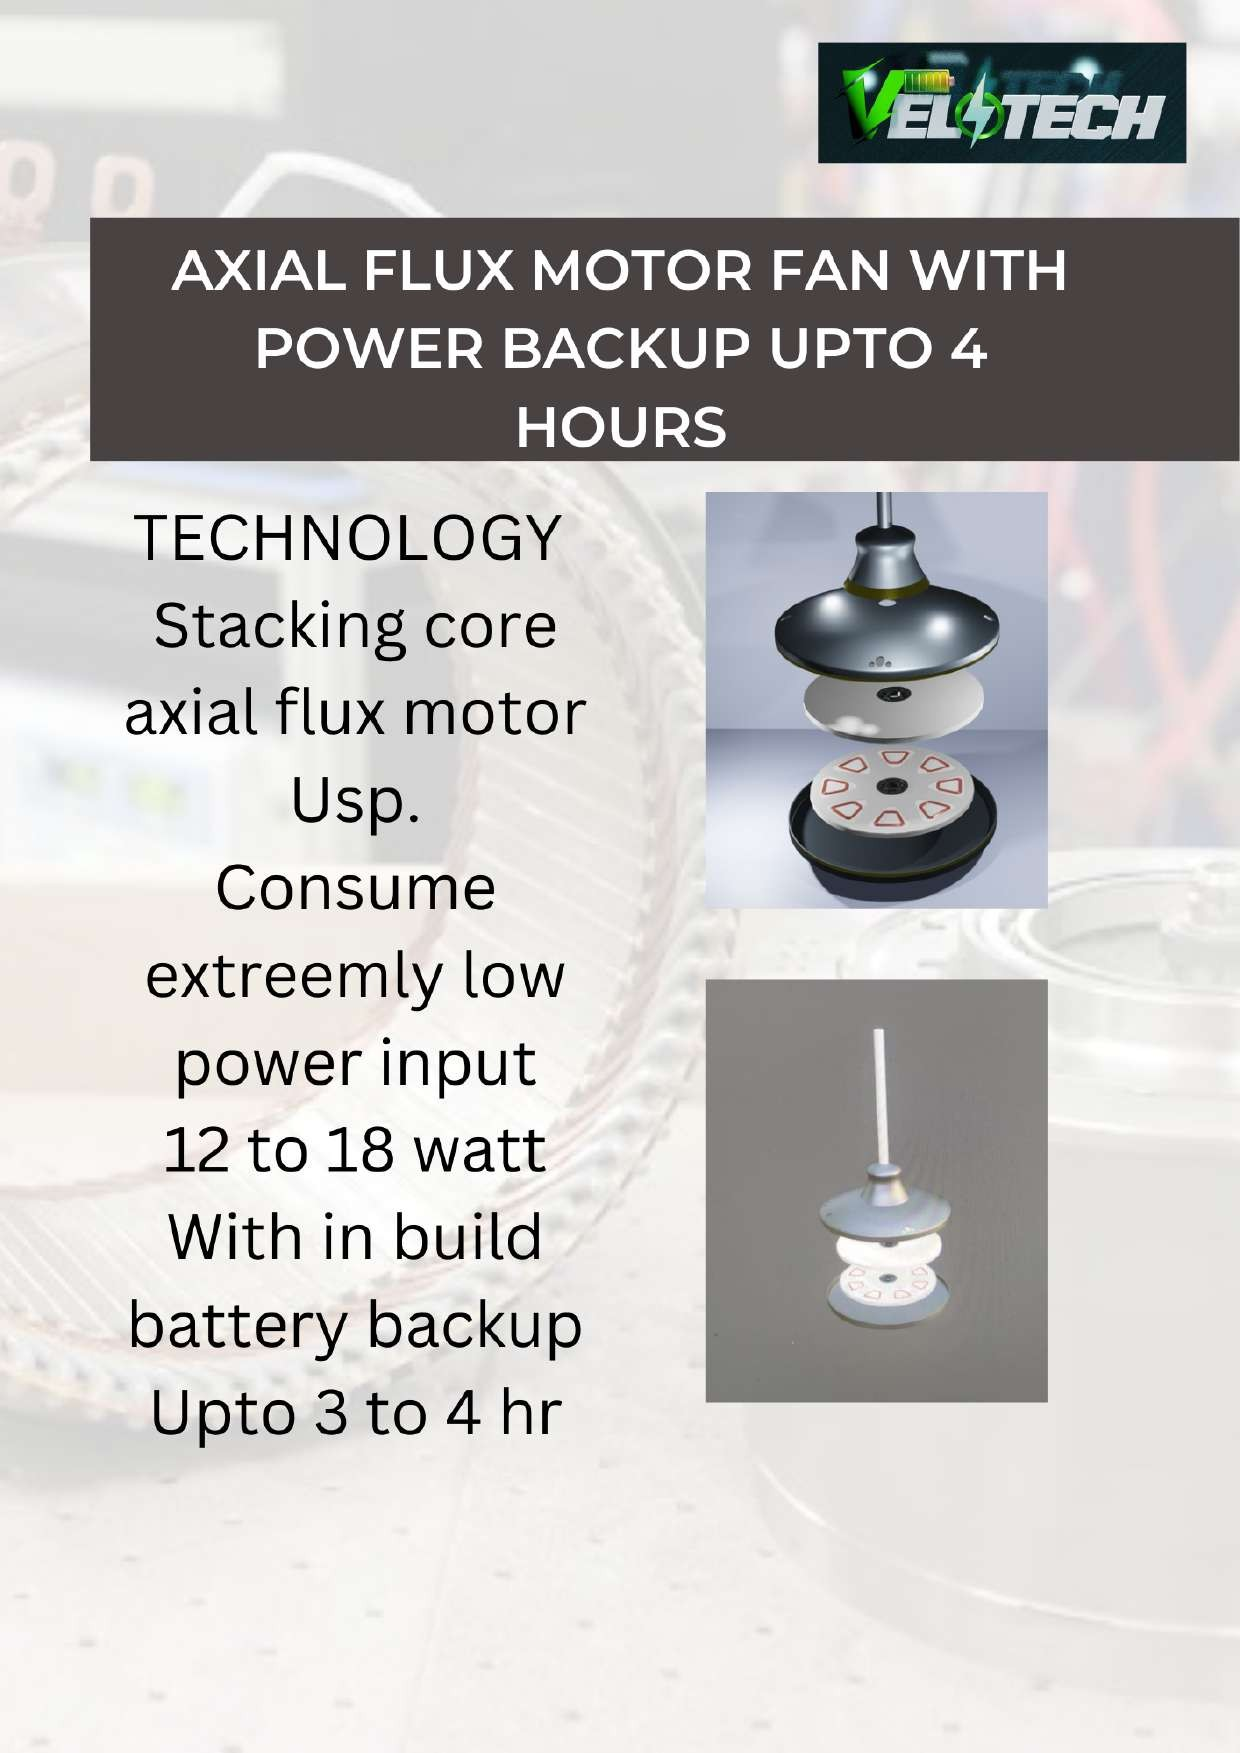 VELOTECH
AXIAL FLUX MOTOR FAN WITH
POWER BACKUP UPTO 4
HOURS
TECHNOLOGY
Stacking core
axial flux motor
Usp.
Consume
extreemly low
power input
12 to 18 watt
With in build
battery backup
Upto 3 to 4 hr